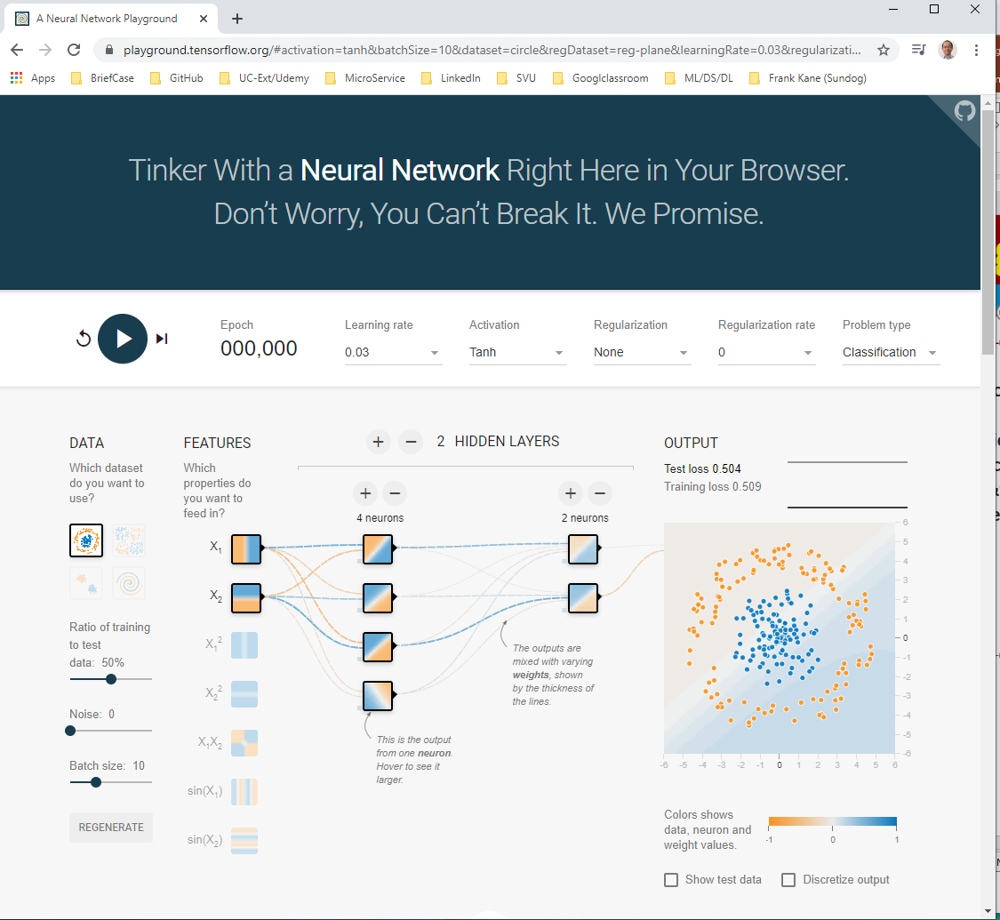 A Neural Network Playground
playground.tensorflow.org/#activation=tanh&batchSize=10&dataset=circle&regDataset=reg-plane&learningRate=0.03&regularizati...
Apps BriefCase GitHub UC-Ext/Udemy MicroService LinkedIn SVU Googlclassroom ML/DS/DL Frank Kane (Sundog)
Tinker With a Neural Network Right Here in Your Browser.
Don't Worry, You Can't Break It. We Promise.
Epoch
000,000
Learning rate
0.03
Activation
Tanh
Regularization
None
Regularization rate
0
Problem type
Classification
DATA
Which dataset
do you want to
use?
Ratio of training
to test
data: 50%
Noise: 0
Batch size: 10
REGENERATE
FEATURES
Which
properties do
you want to
feed in?
X1
X2
X1²
X2²
X1X2
sin(X1)
sin(X2)
+ − 2 HIDDEN LAYERS
+ −
4 neurons
+ −
2 neurons
The outputs are
mixed with varying
weights, shown
by the thickness of
the lines.
This is the output
from one neuron.
Hover to see it
larger.
OUTPUT
Test loss 0.504
Training loss 0.509
6
5
4
3
2
1
0
-1
-2
-3
-4
-5
-6
-6 -5 -4 -3 -2 -1 0 1 2 3 4 5 6
Colors shows
data, neuron and
weight values.
-1 0 1
Show test data
Discretize output